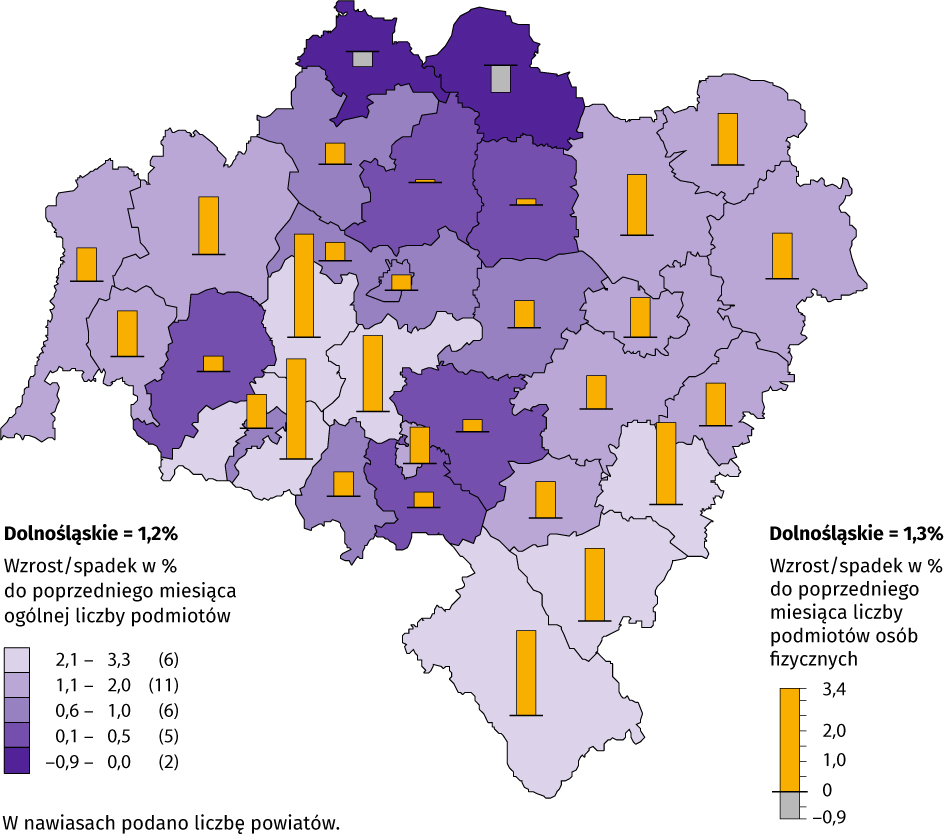 Dolnośląskie = 1,2%
Wzrost/spadek w %
do poprzedniego miesiąca
ogólnej liczby podmiotów
2,1 – 3,3 (6)
1,1 – 2,0 (11)
0,6 – 1,0 (6)
0,1 – 0,5 (5)
–0,9 – 0,0 (2)
W nawiasach podano liczbę powiatów.
Dolnośląskie = 1,3%
Wzrost/spadek w %
do poprzedniego
miesiąca liczby
podmiotów osób
fizycznych
3,4
2,0
1,0
0
–0,9